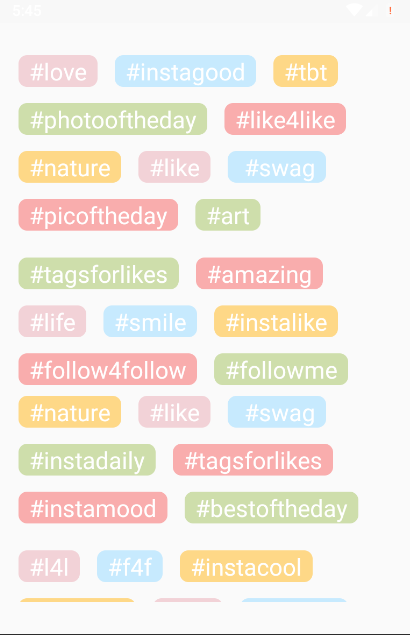 5:45
#love #instagood #tbt
#photooftheday #like4like
#nature #like #swag
#picoftheday #art
#tagsforlikes #amazing
#life #smile #instalike
#follow4follow #followme
#nature #like #swag
#instadaily #tagsforlikes
#instamood #bestoftheday
#l4l #f4f #instacool